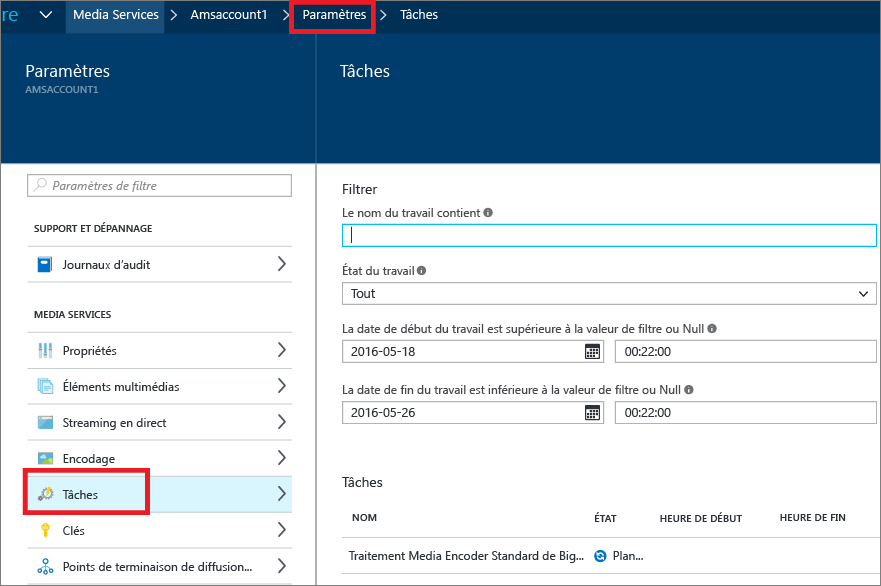 re Media Services Amsaccount1 Paramètres Tâches
Paramètres
AMSACCOUNT1
Paramètres de filtre
SUPPORT ET DÉPANNAGE
Journaux d’audit
MEDIA SERVICES
Propriétés
Éléments multimédias
Streaming en direct
Encodage
Tâches
Clés
Points de terminaison de diffusion...
Tâches
Filtrer
Le nom du travail contient
État du travail
Tout
La date de début du travail est supérieure à la valeur de filtre ou Null
2016-05-18 00:22:00
La date de fin du travail est inférieure à la valeur de filtre ou Null
2016-05-26 00:22:00
Tâches
NOM ÉTAT HEURE DE DÉBUT HEURE DE FIN
Traitement Media Encoder Standard de Big... Plan...